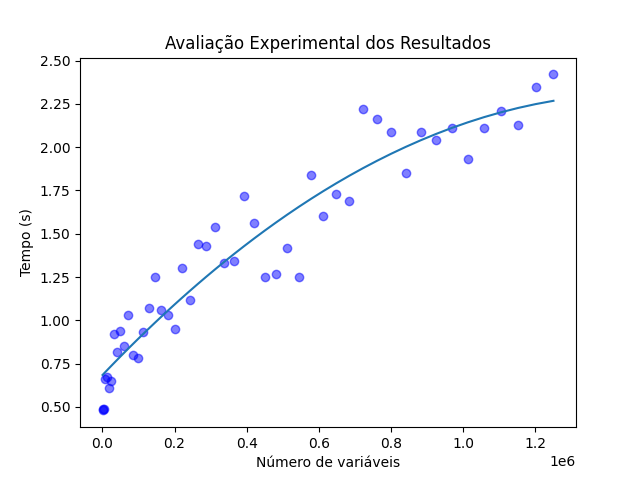 Avaliação Experimental dos Resultados
2.50
2.25
2.00
1.75
1.50
1.25
1.00
0.75
0.50
Tempo (s)
0.0 0.2 0.4 0.6 0.8 1.0 1.2
1e6
Número de variáveis